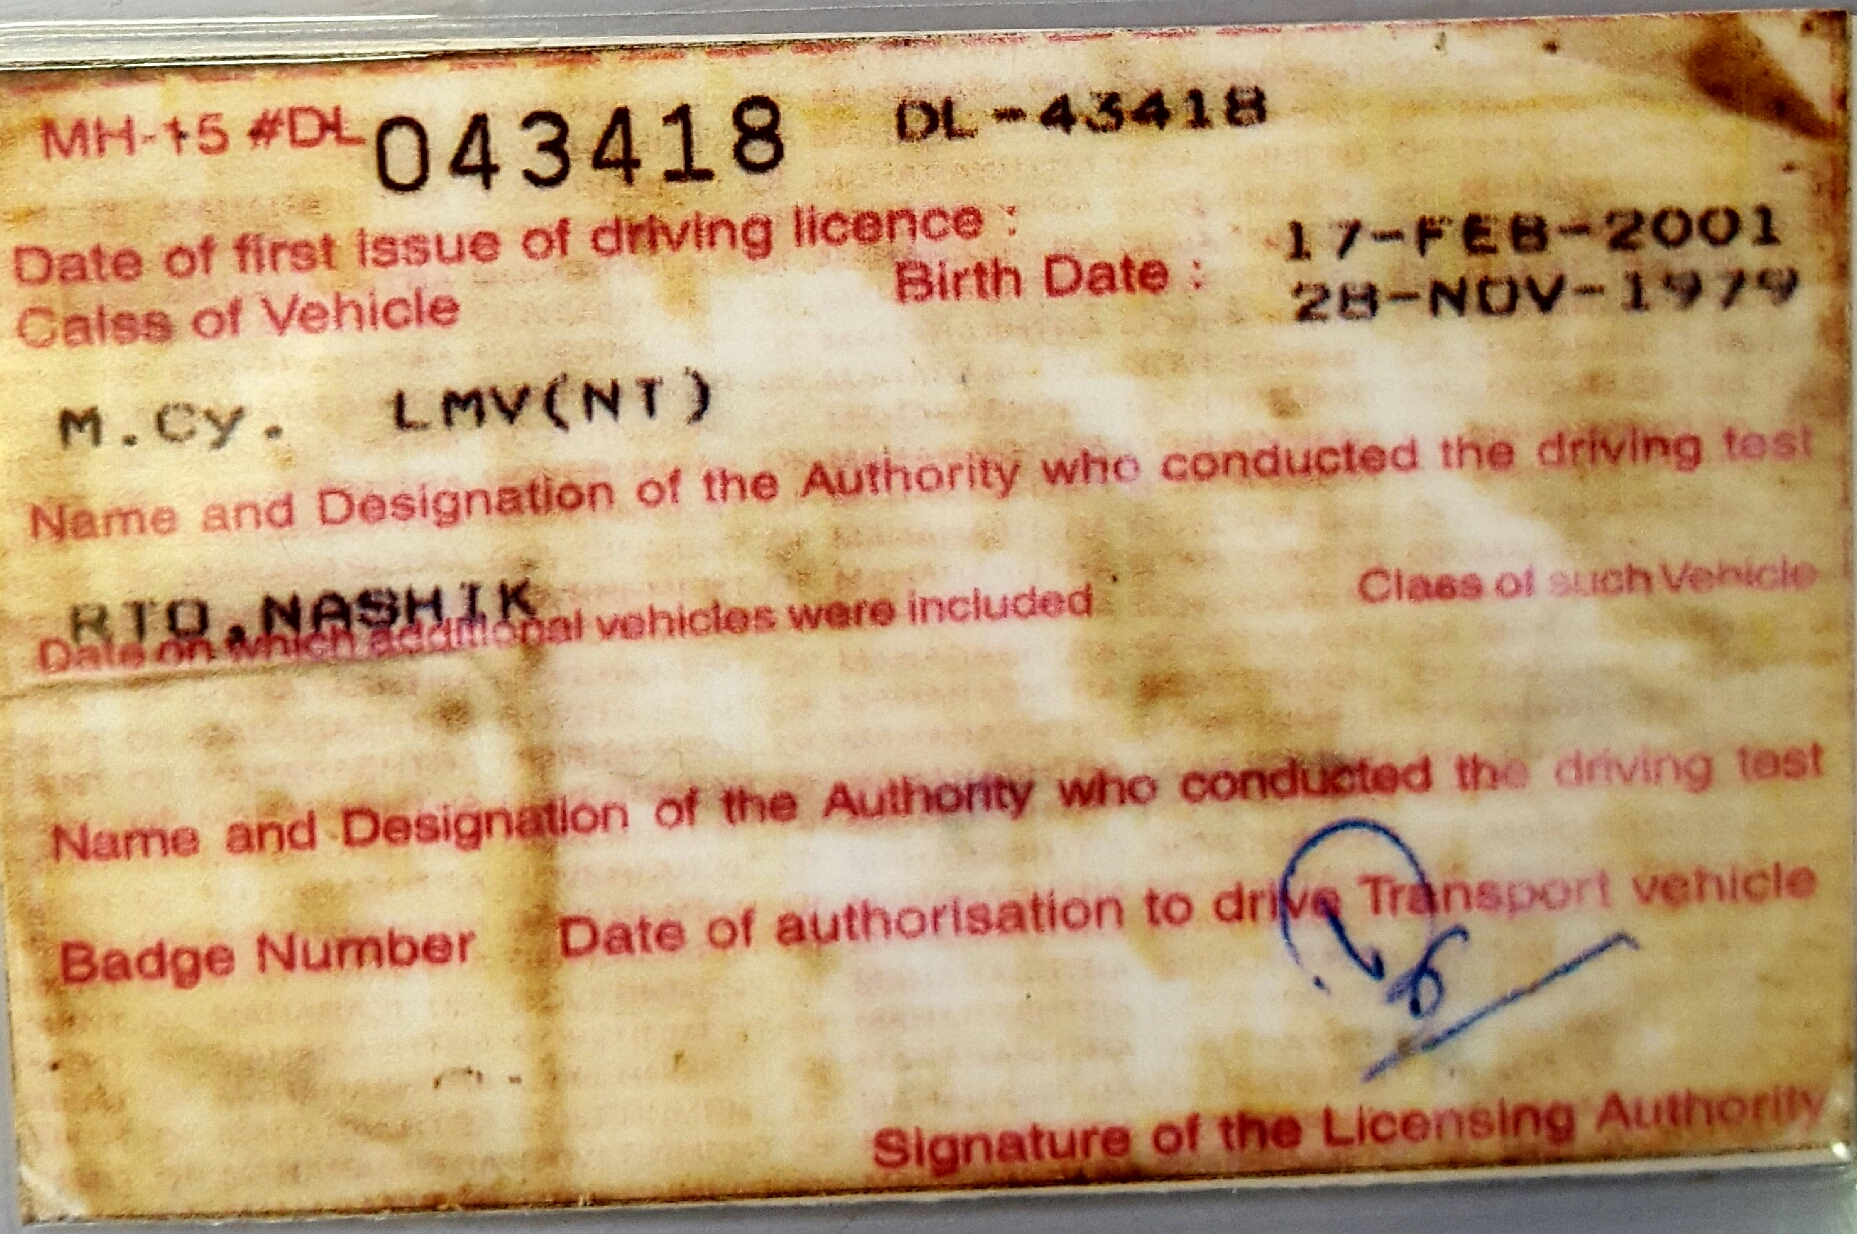 MH-15 #DL 043418 DL-43418
Date of first issue of driving licence : 17-FEB-2001
Birth Date : 28-NOV-1979
Calss of Vehicle
M.Cy. LMV(NT)
Name and Designation of the Authority who conducted the driving test
RTO,NASHIK
Date on which additional vehicles were included Class of such Vehicle
Name and Designation of the Authority who conducted the driving test
Badge Number Date of authorisation to drive Transport vehicle
Signature of the Licensing Authority